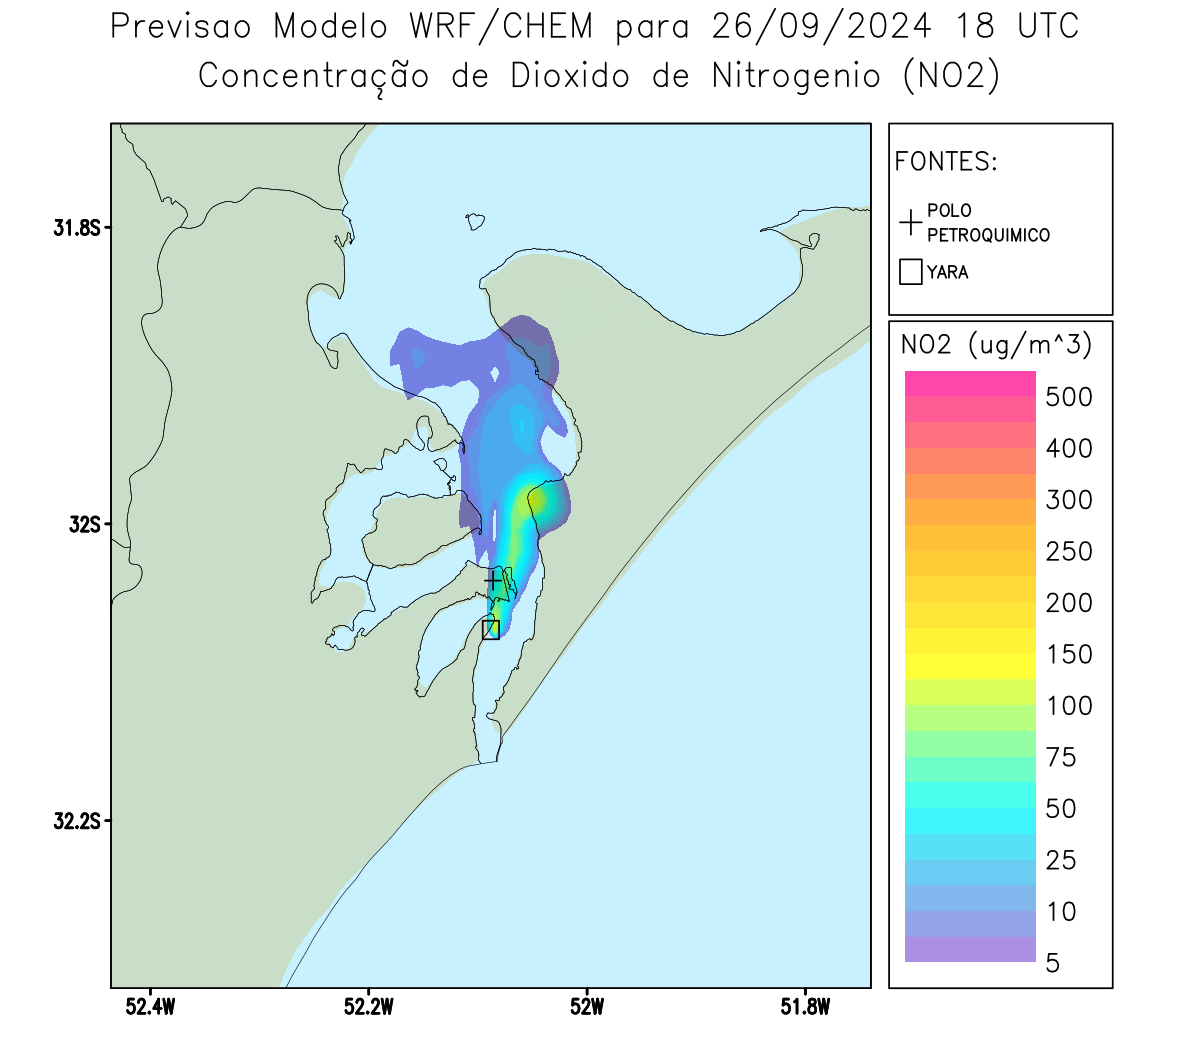 Previsao Modelo WRF/CHEM para 26/09/2024 18 UTC
Concentração de Dioxido de Nitrogenio (NO2)
FONTES:
POLO
PETROQUIMICO
YARA
NO2 (ug/m^3)
500
400
300
250
200
150
100
75
50
25
10
5
31.8S
32S
32.2S
52.4W
52.2W
52W
51.8W